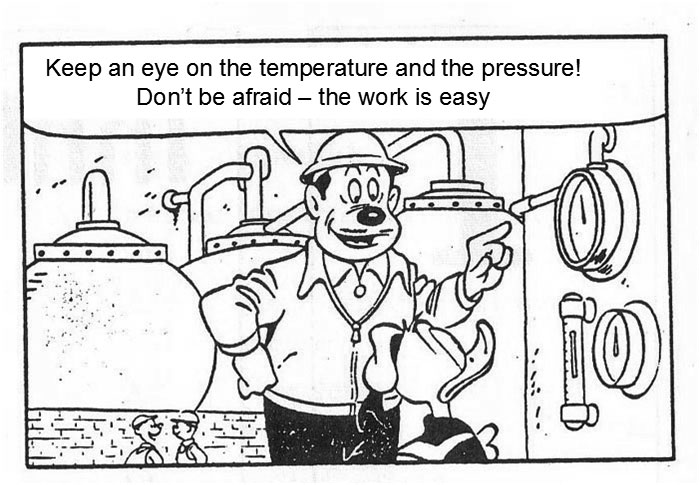 Keep an eye on the temperature and the pressure!
Don’t be afraid – the work is easy